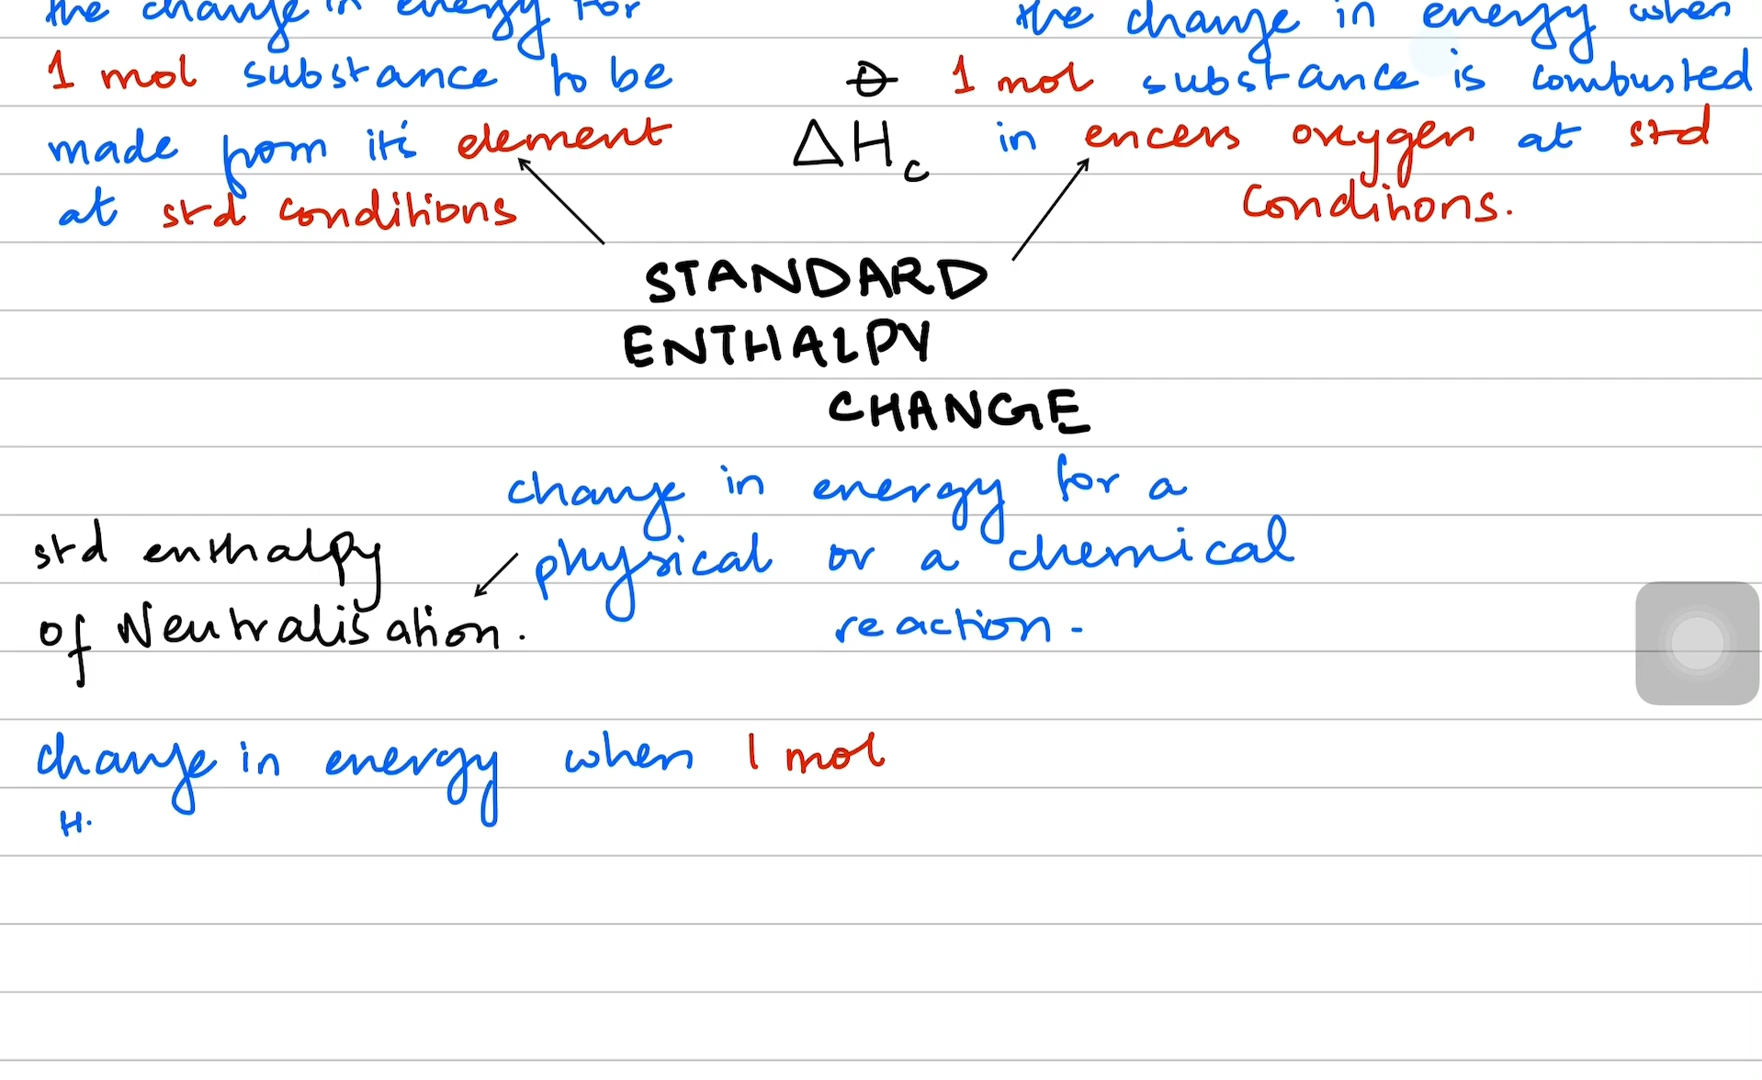 the change in energy for
1 mol substance to be
made from it's element
at std conditions
the change in energy when
⦵ 1 mol substance is combusted
ΔHc in excess oxygen at std
conditions.
STANDARD
ENTHALPY
CHANGE
change in energy for a
physical or a chemical
reaction -
std enthalpy
of Neutralisation.
change in energy when 1 mol
H.